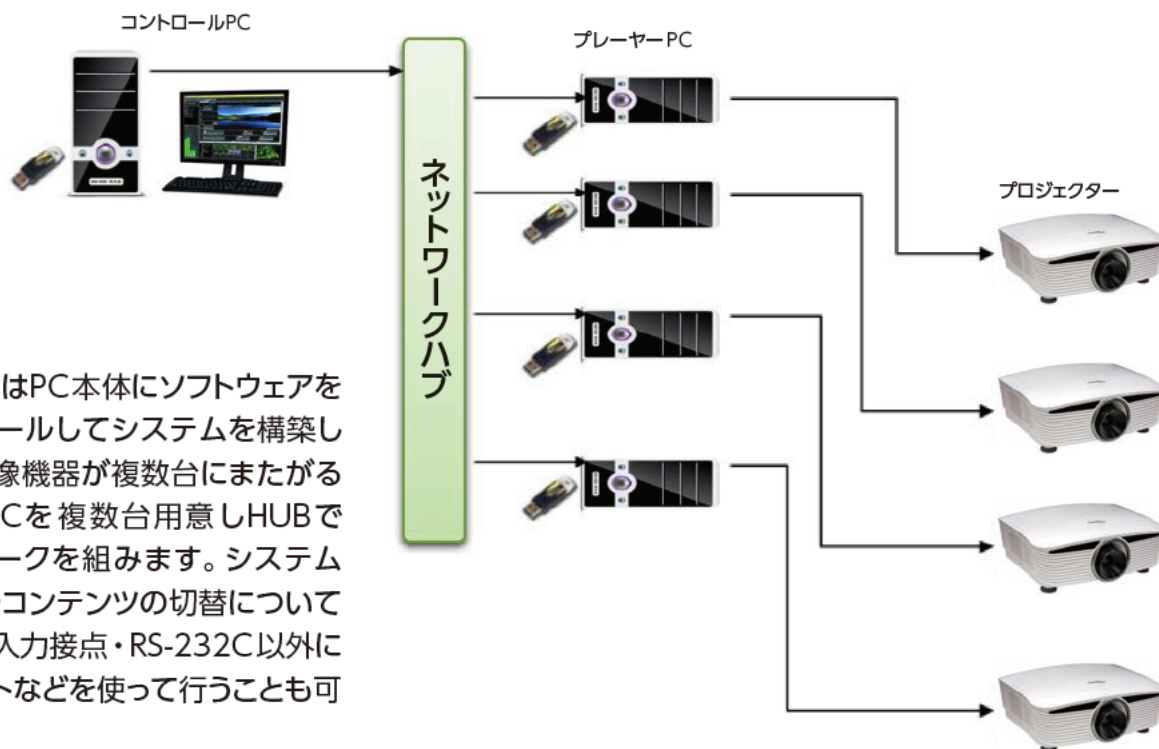 コントロールPC
プレーヤーPC
ネットワークハブ
プロジェクター
はPC本体にソフトウェアを
ールしてシステムを構築し
像機器が複数台にまたがる
Cを複数台用意しHUBで
ークを組みます。システム
コンテンツの切替について
入力接点・RS-232C以外に
トなどを使って行うことも可